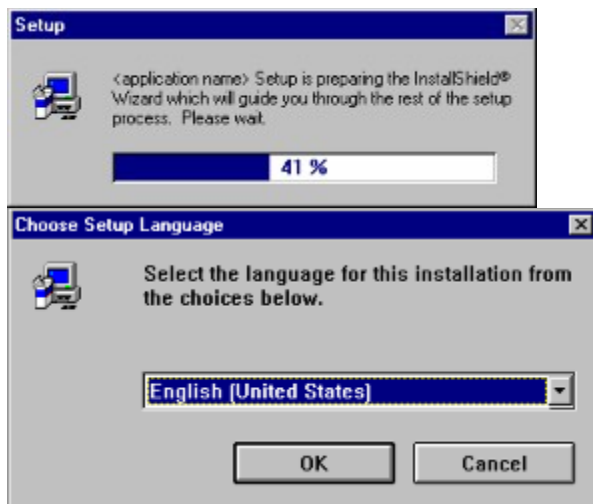 Setup
<application name> Setup is preparing the InstallShield®
Wizard which will guide you through the rest of the setup
process. Please wait.
41 %
Choose Setup Language
Select the language for this installation from
the choices below.
English (United States)
OK Cancel